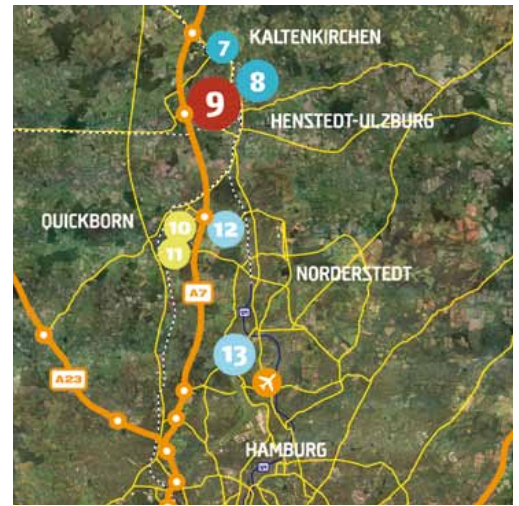 7
KALTENKIRCHEN
8
9
HENSTEDT-ULZBURG
QUICKBORN
10
12
11
NORDERSTEDT
A7
13
A23
HAMBURG